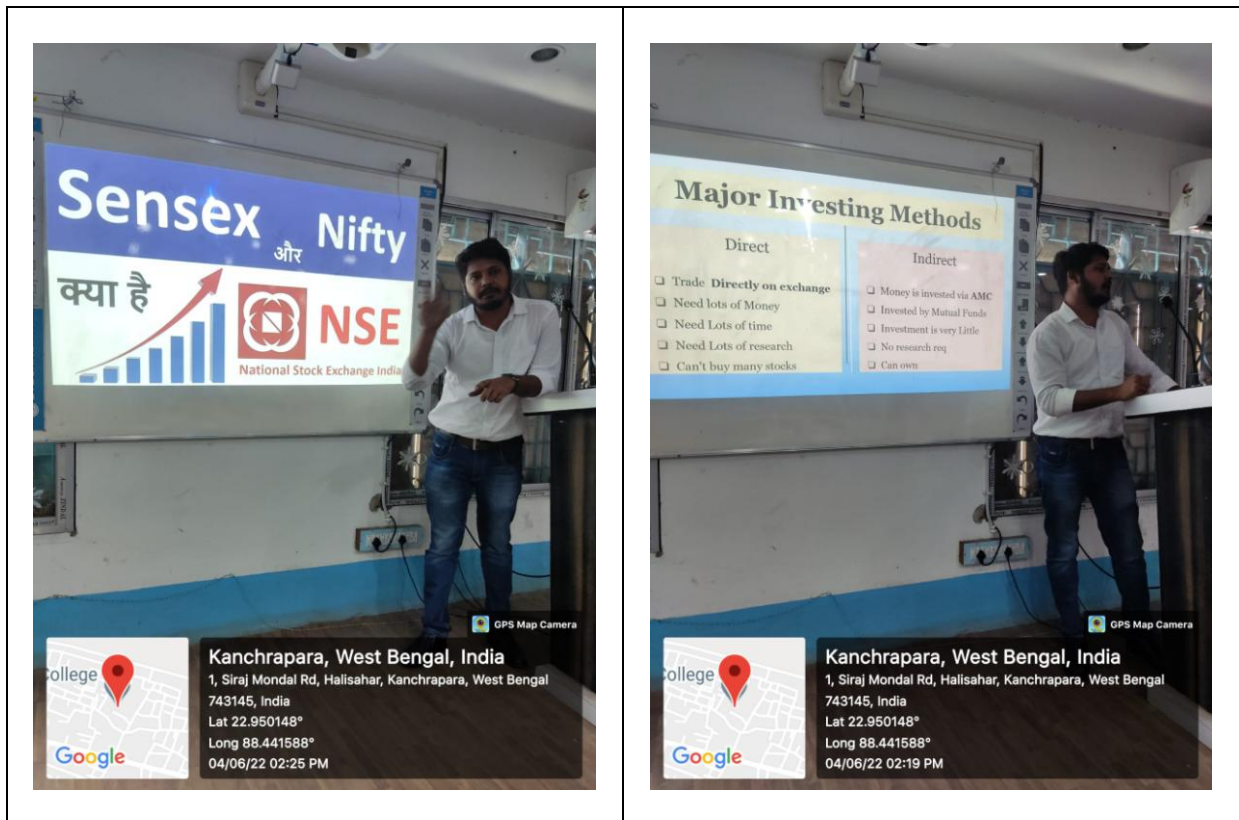 Sensex और Nifty
क्या है
NSE
National Stock Exchange India
GPS Map Camera
College
Google
Kanchrapara, West Bengal, India
1, Siraj Mondal Rd, Halisahar, Kanchrapara, West Bengal
743145, India
Lat 22.950148°
Long 88.441588°
04/06/22 02:25 PM
Major Investing Methods
Direct
Trade Directly on exchange
Need lots of Money
Need Lots of time
Need Lots of research
Can't buy many stocks
Indirect
Money is invested via AMC
Invested by Mutual Funds
Investment is very Little
No research req
Can own
GPS Map Camera
College
Google
Kanchrapara, West Bengal, India
1, Siraj Mondal Rd, Halisahar, Kanchrapara, West Bengal
743145, India
Lat 22.950148°
Long 88.441588°
04/06/22 02:19 PM